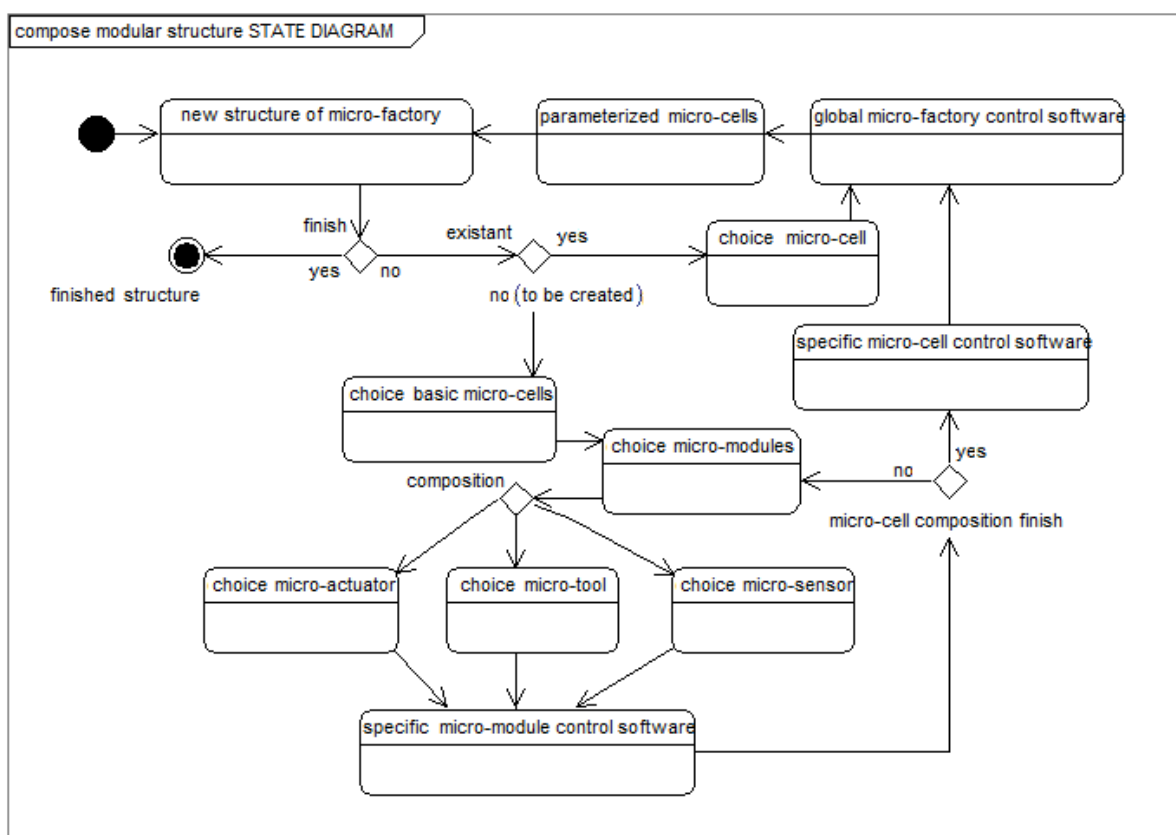 compose modular structure STATE DIAGRAM
new structure of micro-factory
parameterized micro-cells
global micro-factory control software
finish
existant
yes
choice micro-cell
yes
no
finished structure
no (to be created)
specific micro-cell control software
choice basic micro-cells
choice micro-modules
yes
no
composition
micro-cell composition finish
choice micro-actuator
choice micro-tool
choice micro-sensor
specific micro-module control software